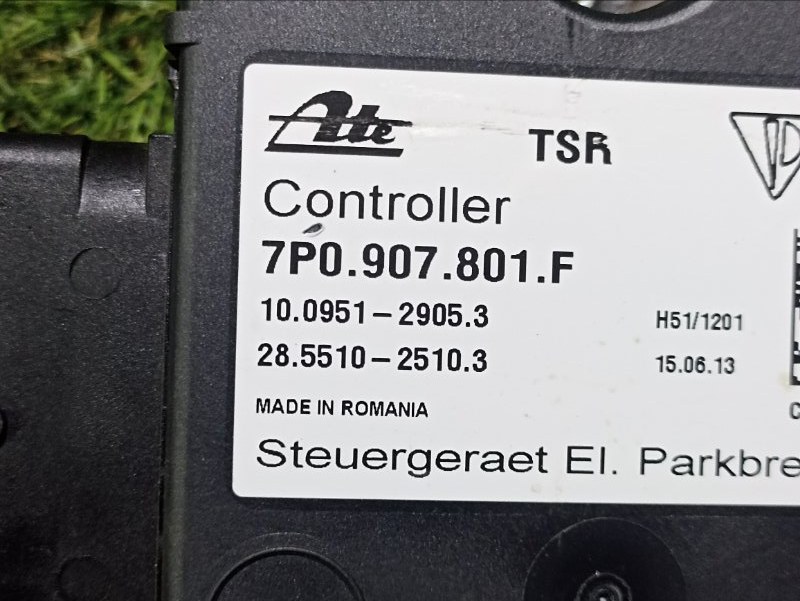 Ate TSR
Controller
7P0.907.801.F
10.0951-2905.3 H51/1201
28.5510-2510.3 15.06.13
MADE IN ROMANIA
Steuergeraet El.